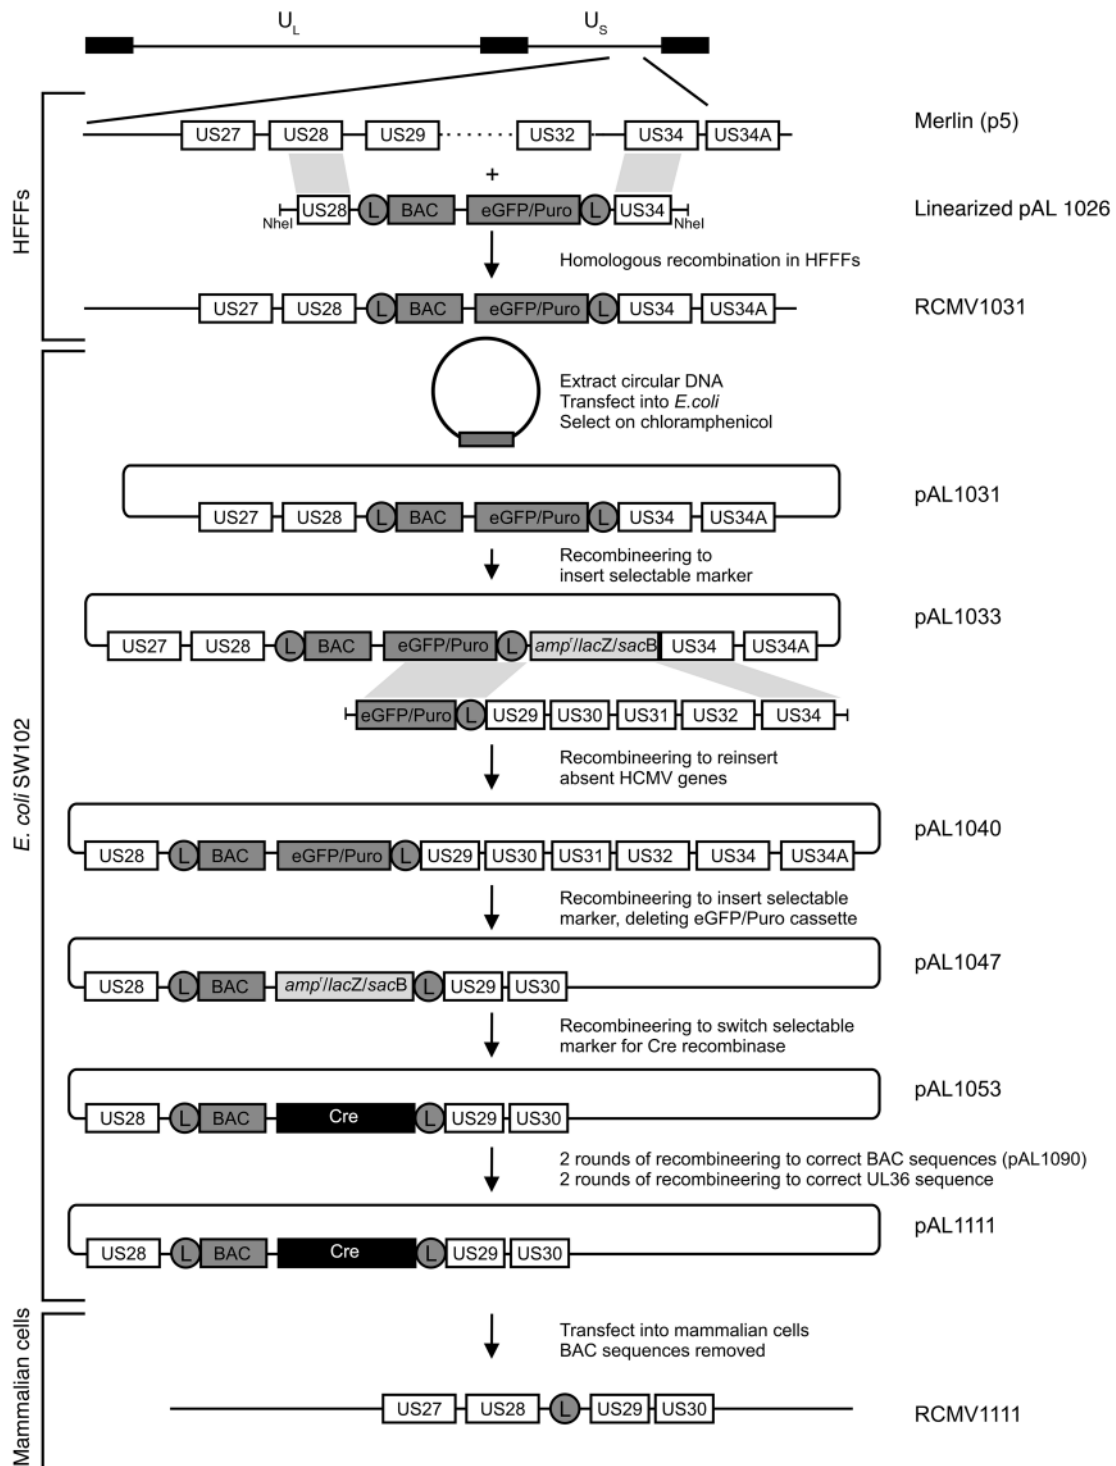 U_L U_S
HFFFs
US27 US28 US29 US32 US34 US34A Merlin (p5)
+
NheI US28 L BAC eGFP/Puro L US34 NheI Linearized pAL 1026
Homologous recombination in HFFFs
US27 US28 L BAC eGFP/Puro L US34 US34A RCMV1031
E. coli SW102
Extract circular DNA
Transfect into E.coli
Select on chloramphenicol
pAL1031
US27 US28 L BAC eGFP/Puro L US34 US34A
Recombineering to
insert selectable marker
pAL1033
US27 US28 L BAC eGFP/Puro L ampʳ/lacZ/sacB US34 US34A
eGFP/Puro L US29 US30 US31 US32 US34
Recombineering to reinsert
absent HCMV genes
pAL1040
US28 L BAC eGFP/Puro L US29 US30 US31 US32 US34 US34A
Recombineering to insert selectable
marker, deleting eGFP/Puro cassette
pAL1047
US28 L BAC ampʳ/lacZ/sacB L US29 US30
Recombineering to switch selectable
marker for Cre recombinase
pAL1053
US28 L BAC Cre L US29 US30
2 rounds of recombineering to correct BAC sequences (pAL1090)
2 rounds of recombineering to correct UL36 sequence
pAL1111
US28 L BAC Cre L US29 US30
Mammalian cells
Transfect into mammalian cells
BAC sequences removed
US27 US28 L US29 US30 RCMV1111